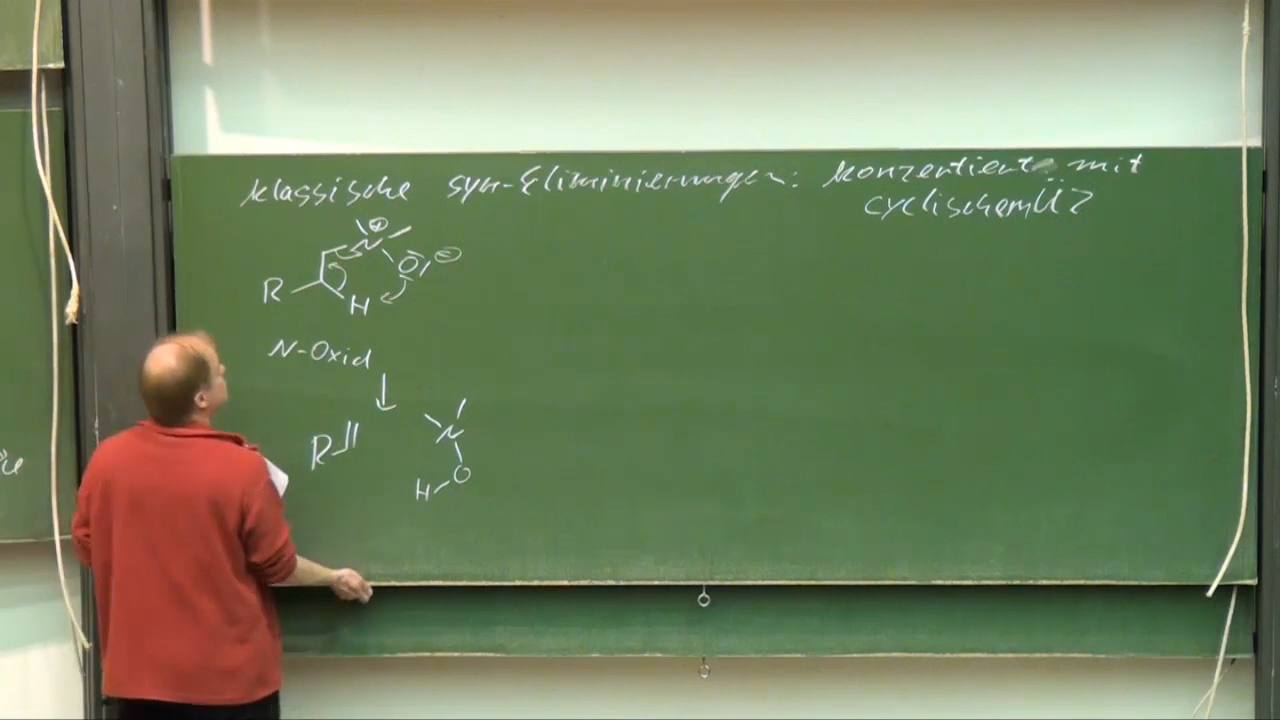 klassische syn-Eliminierungen: konzertiert mit
cyclischem ÜZ
⊕
N
O ⊖
R
H
N-Oxid
↓
R
N
H O